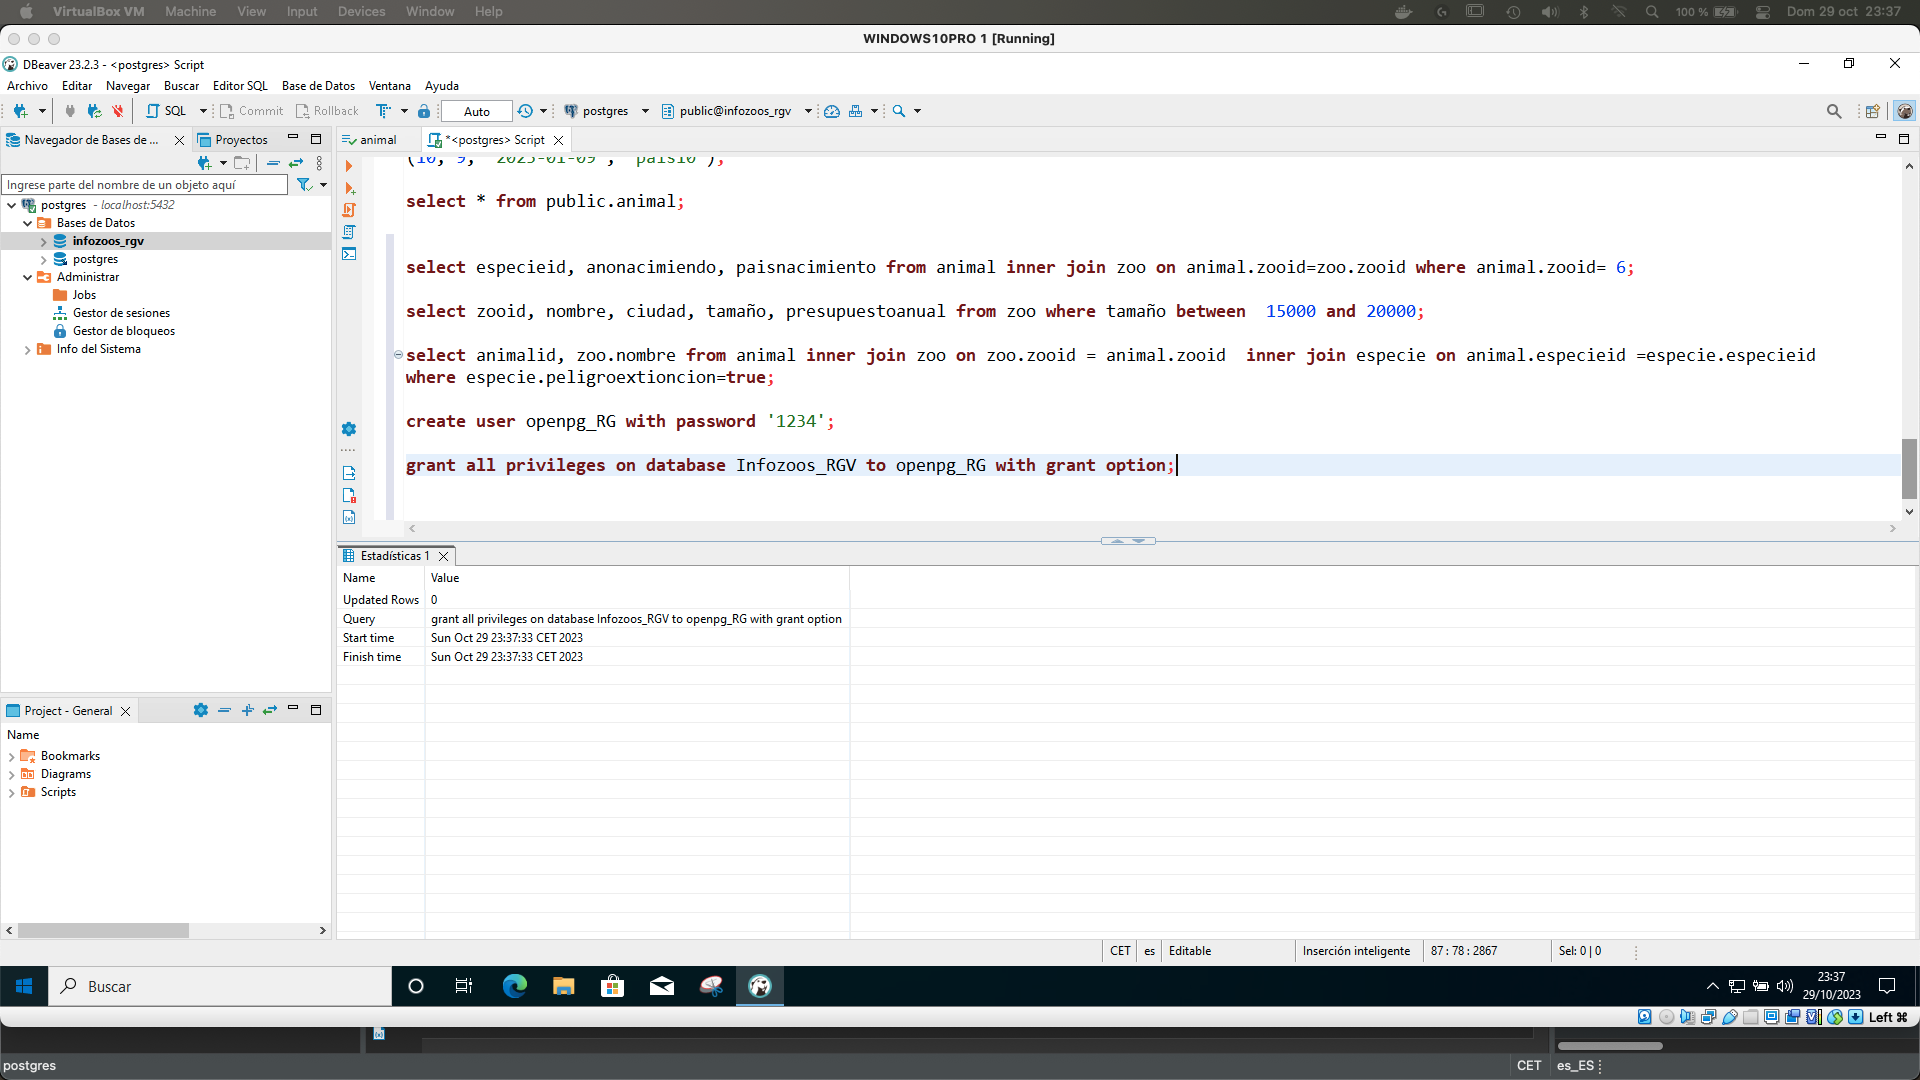 VirtualBox VM Machine View Input Devices Window Help 100 % Dom 29 oct 23:37
WINDOWS10PRO 1 [Running]
DBeaver 23.2.3 - <postgres> Script
Archivo Editar Navegar Buscar Editor SQL Base de Datos Ventana Ayuda
SQL Commit Rollback Auto postgres public@infozoos_rgv
Navegador de Bases de ... Proyectos
Ingrese parte del nombre de un objeto aquí
postgres - localhost:5432
Bases de Datos
infozoos_rgv
postgres
Administrar
Jobs
Gestor de sesiones
Gestor de bloqueos
Info del Sistema
animal *<postgres> Script
(10, 9, '2025-01-09', 'pais10');
select * from public.animal;
select especieid, anonacimiendo, paisnacimiento from animal inner join zoo on animal.zooid=zoo.zooid where animal.zooid= 6;
select zooid, nombre, ciudad, tamaño, presupuestoanual from zoo where tamaño between 15000 and 20000;
select animalid, zoo.nombre from animal inner join zoo on zoo.zooid = animal.zooid inner join especie on animal.especieid =especie.especieid
where especie.peligroextioncion=true;
create user openpg_RG with password '1234';
grant all privileges on database Infozoos_RGV to openpg_RG with grant option;
Estadísticas 1
Name Value
Updated Rows 0
Query grant all privileges on database Infozoos_RGV to openpg_RG with grant option
Start time Sun Oct 29 23:37:33 CET 2023
Finish time Sun Oct 29 23:37:33 CET 2023
Project - General
Name
Bookmarks
Diagrams
Scripts
CET es Editable Inserción inteligente 87 : 78 : 2867 Sel: 0 | 0
Buscar
23:37
29/10/2023
Left ⌘
postgres CET es_ES